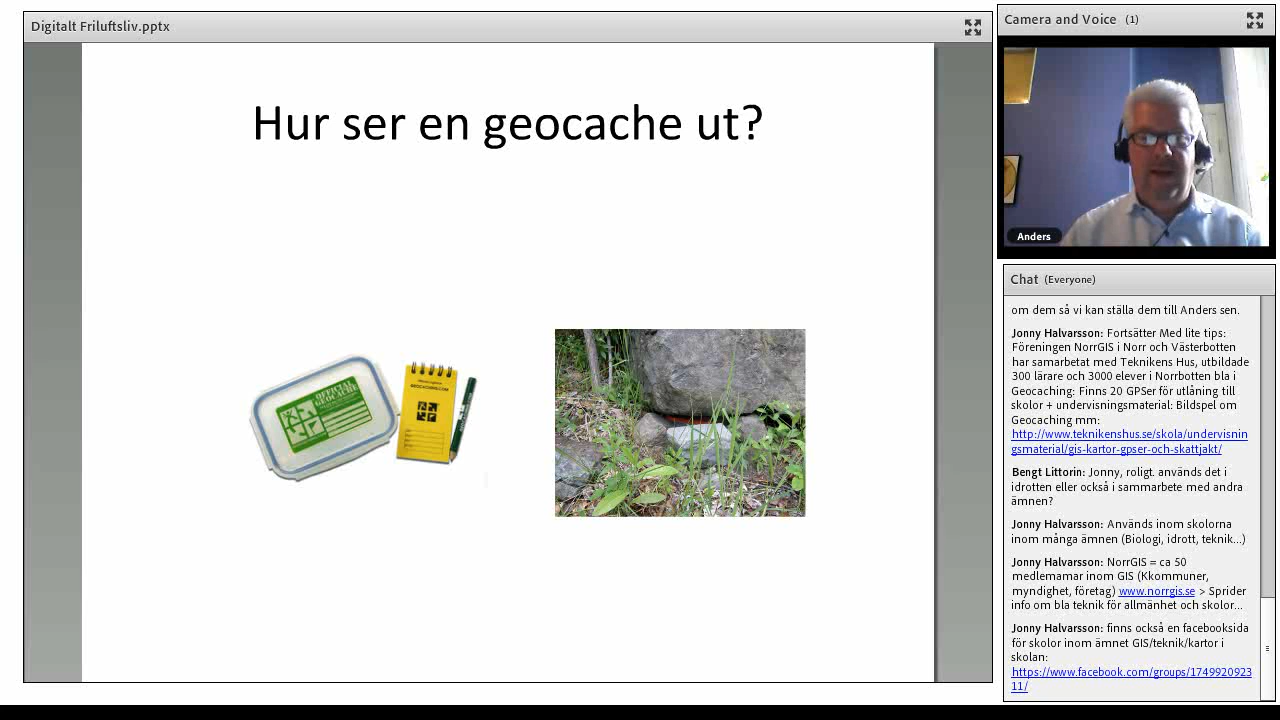 Digitalt Friluftsliv.pptx
Hur ser en geocache ut?
OFFICIAL
GEOCACHE
GEOCACHING.COM
Camera and Voice (1)
Anders
Chat (Everyone)
om dem så vi kan ställa dem till Anders sen.
Jonny Halvarsson: Fortsätter Med lite tips:
Föreningen NorrGIS i Norr och Västerbotten
har samarbetat med Teknikens Hus, utbildade
300 lärare och 3000 elever i Norrbotten bla i
Geocaching: Finns 20 GPSer för utlåning till
skolor + undervisningsmaterial: Bildspel om
Geocaching mm:
http://www.teknikenshus.se/skola/undervisnin
gsmaterial/gis-kartor-gpser-och-skattjakt/
Bengt Littorin: Jonny, roligt. används det i
idrotten eller också i sammarbete med andra
ämnen?
Jonny Halvarsson: Används inom skolorna
inom många ämnen (Biologi, idrott, teknik...)
Jonny Halvarsson: NorrGIS = ca 50
medlemamar inom GIS (Kkommuner,
myndighet, företag) www.norrgis.se > Sprider
info om bla teknik för allmänhet och skolor...
Jonny Halvarsson: finns också en facebooksida
för skolor inom ämnet GIS/teknik/kartor i
skolan:
https://www.facebook.com/groups/1749920923
11/